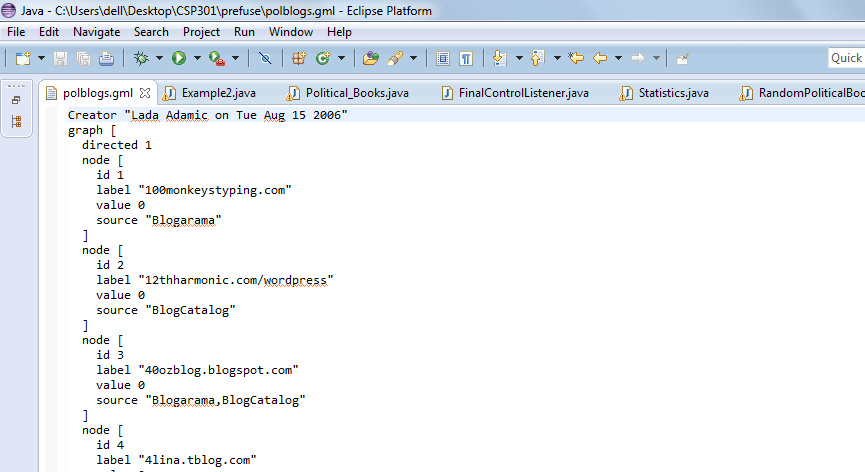 Java - C:\Users\dell\Desktop\CSP301\prefuse\polblogs.gml - Eclipse Platform
File Edit Navigate Search Project Run Window Help
Quick
polblogs.gml Example2.java Political_Books.java FinalControlListener.java Statistics.java RandomPoliticalBoo
Creator "Lada Adamic on Tue Aug 15 2006"
graph [
directed 1
node [
id 1
label "100monkeystyping.com"
value 0
source "Blogarama"
]
node [
id 2
label "12thharmonic.com/wordpress"
value 0
source "BlogCatalog"
]
node [
id 3
label "40ozblog.blogspot.com"
value 0
source "Blogarama,BlogCatalog"
]
node [
id 4
label "4lina.tblog.com"